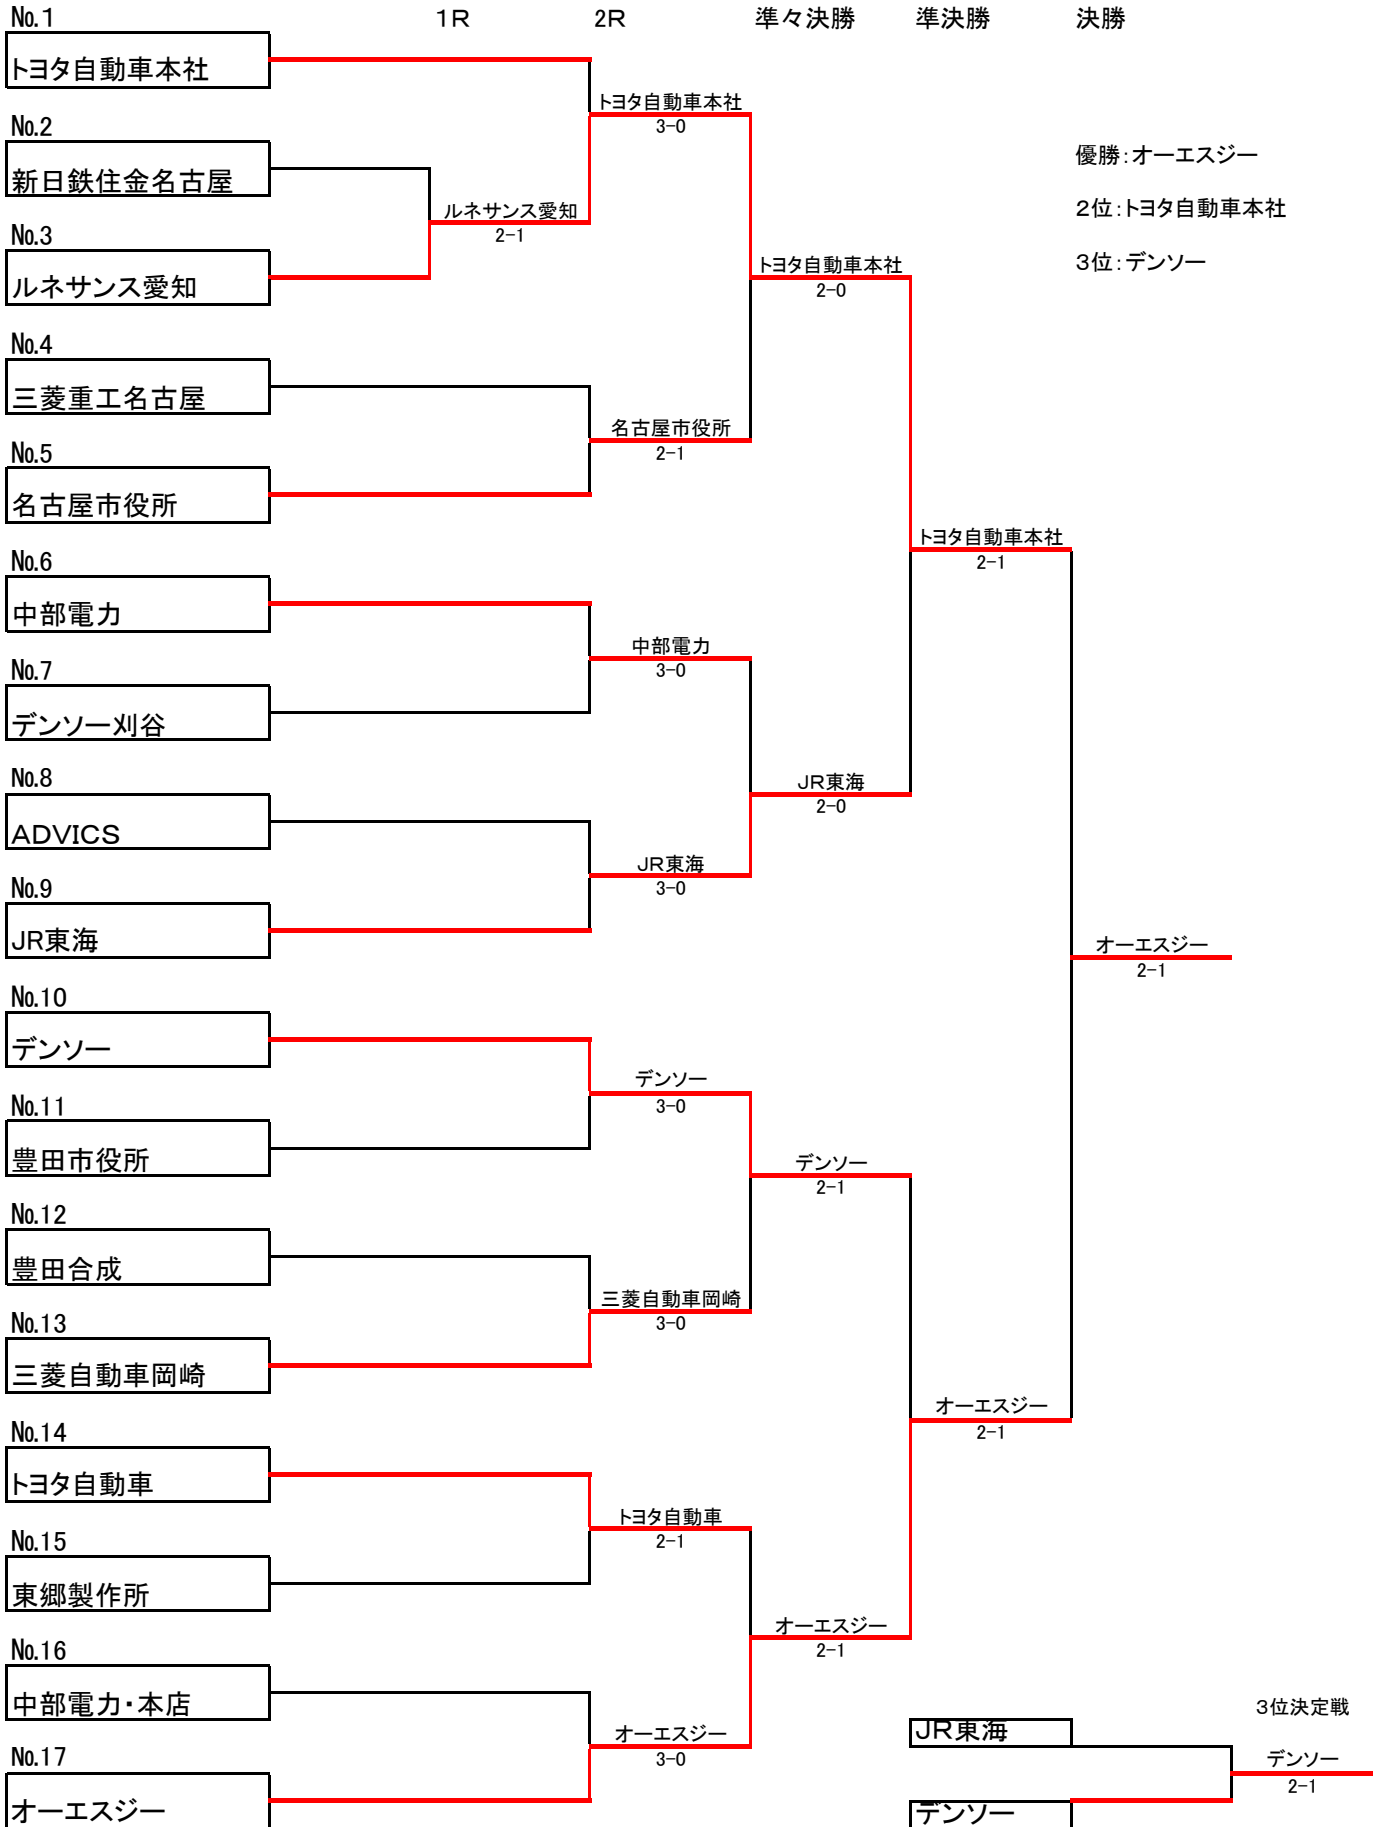 No.1 1R 2R 準々決勝 準決勝 決勝
トヨタ自動車本社
トヨタ自動車本社
3-0
No.2
優勝：オーエスジー
新日鉄住金名古屋
ルネサンス愛知
2位：トヨタ自動車本社
2-1
No.3
3位：デンソー
トヨタ自動車本社
ルネサンス愛知
2-0
No.4
三菱重工名古屋
名古屋市役所
2-1
No.5
名古屋市役所
トヨタ自動車本社
2-1
No.6
中部電力
中部電力
3-0
No.7
デンソー刈谷
No.8
JR東海
2-0
ADVICS
JR東海
3-0
No.9
JR東海
オーエスジー
2-1
No.10
デンソー
デンソー
3-0
No.11
豊田市役所
デンソー
2-1
No.12
豊田合成
三菱自動車岡崎
3-0
No.13
三菱自動車岡崎
オーエスジー
2-1
No.14
トヨタ自動車
トヨタ自動車
2-1
No.15
東郷製作所
オーエスジー
2-1
No.16
中部電力・本店
3位決定戦
オーエスジー
3-0
JR東海
No.17
デンソー
2-1
オーエスジー
デンソー